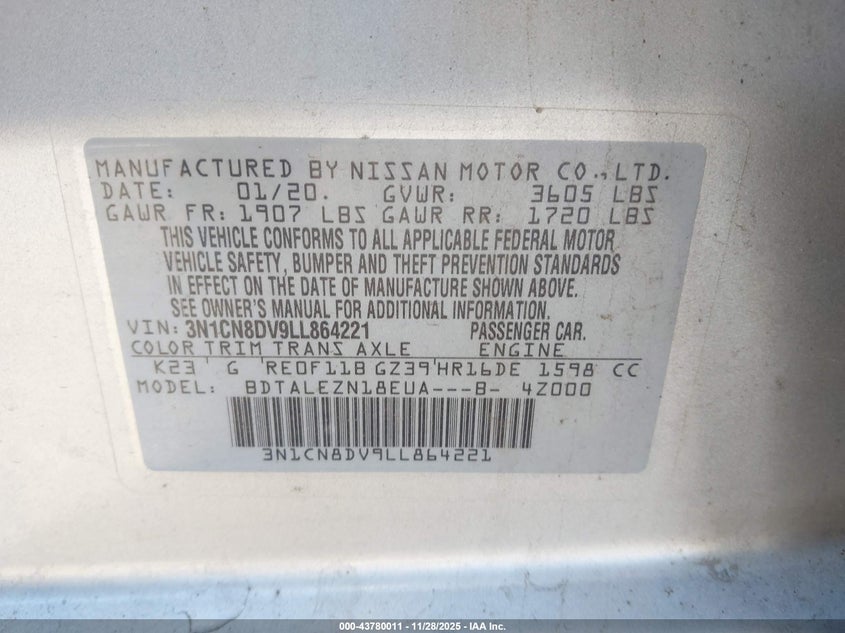 MANUFACTURED BY NISSAN MOTOR CO.,LTD.
DATE: 01/20. GVWR: 3605 LBS
GAWR FR: 1907 LBS GAWR RR: 1720 LBS
THIS VEHICLE CONFORMS TO ALL APPLICABLE FEDERAL MOTOR
VEHICLE SAFETY, BUMPER AND THEFT PREVENTION STANDARDS
IN EFFECT ON THE DATE OF MANUFACTURE SHOWN ABOVE.
SEE OWNER'S MANUAL FOR ADDITIONAL INFORMATION.
VIN: 3N1CN8DV9LL864221 PASSENGER CAR.
COLOR TRIM TRANS AXLE ENGINE
K23 ' G 'RE0F11B GZ39'HR16DE 1598 CC
MODEL: BDTALEZN18EUA---B- 4Z000
3N1CN8DV9LL864221
000-43780011 - 11/28/2025 - IAA Inc.